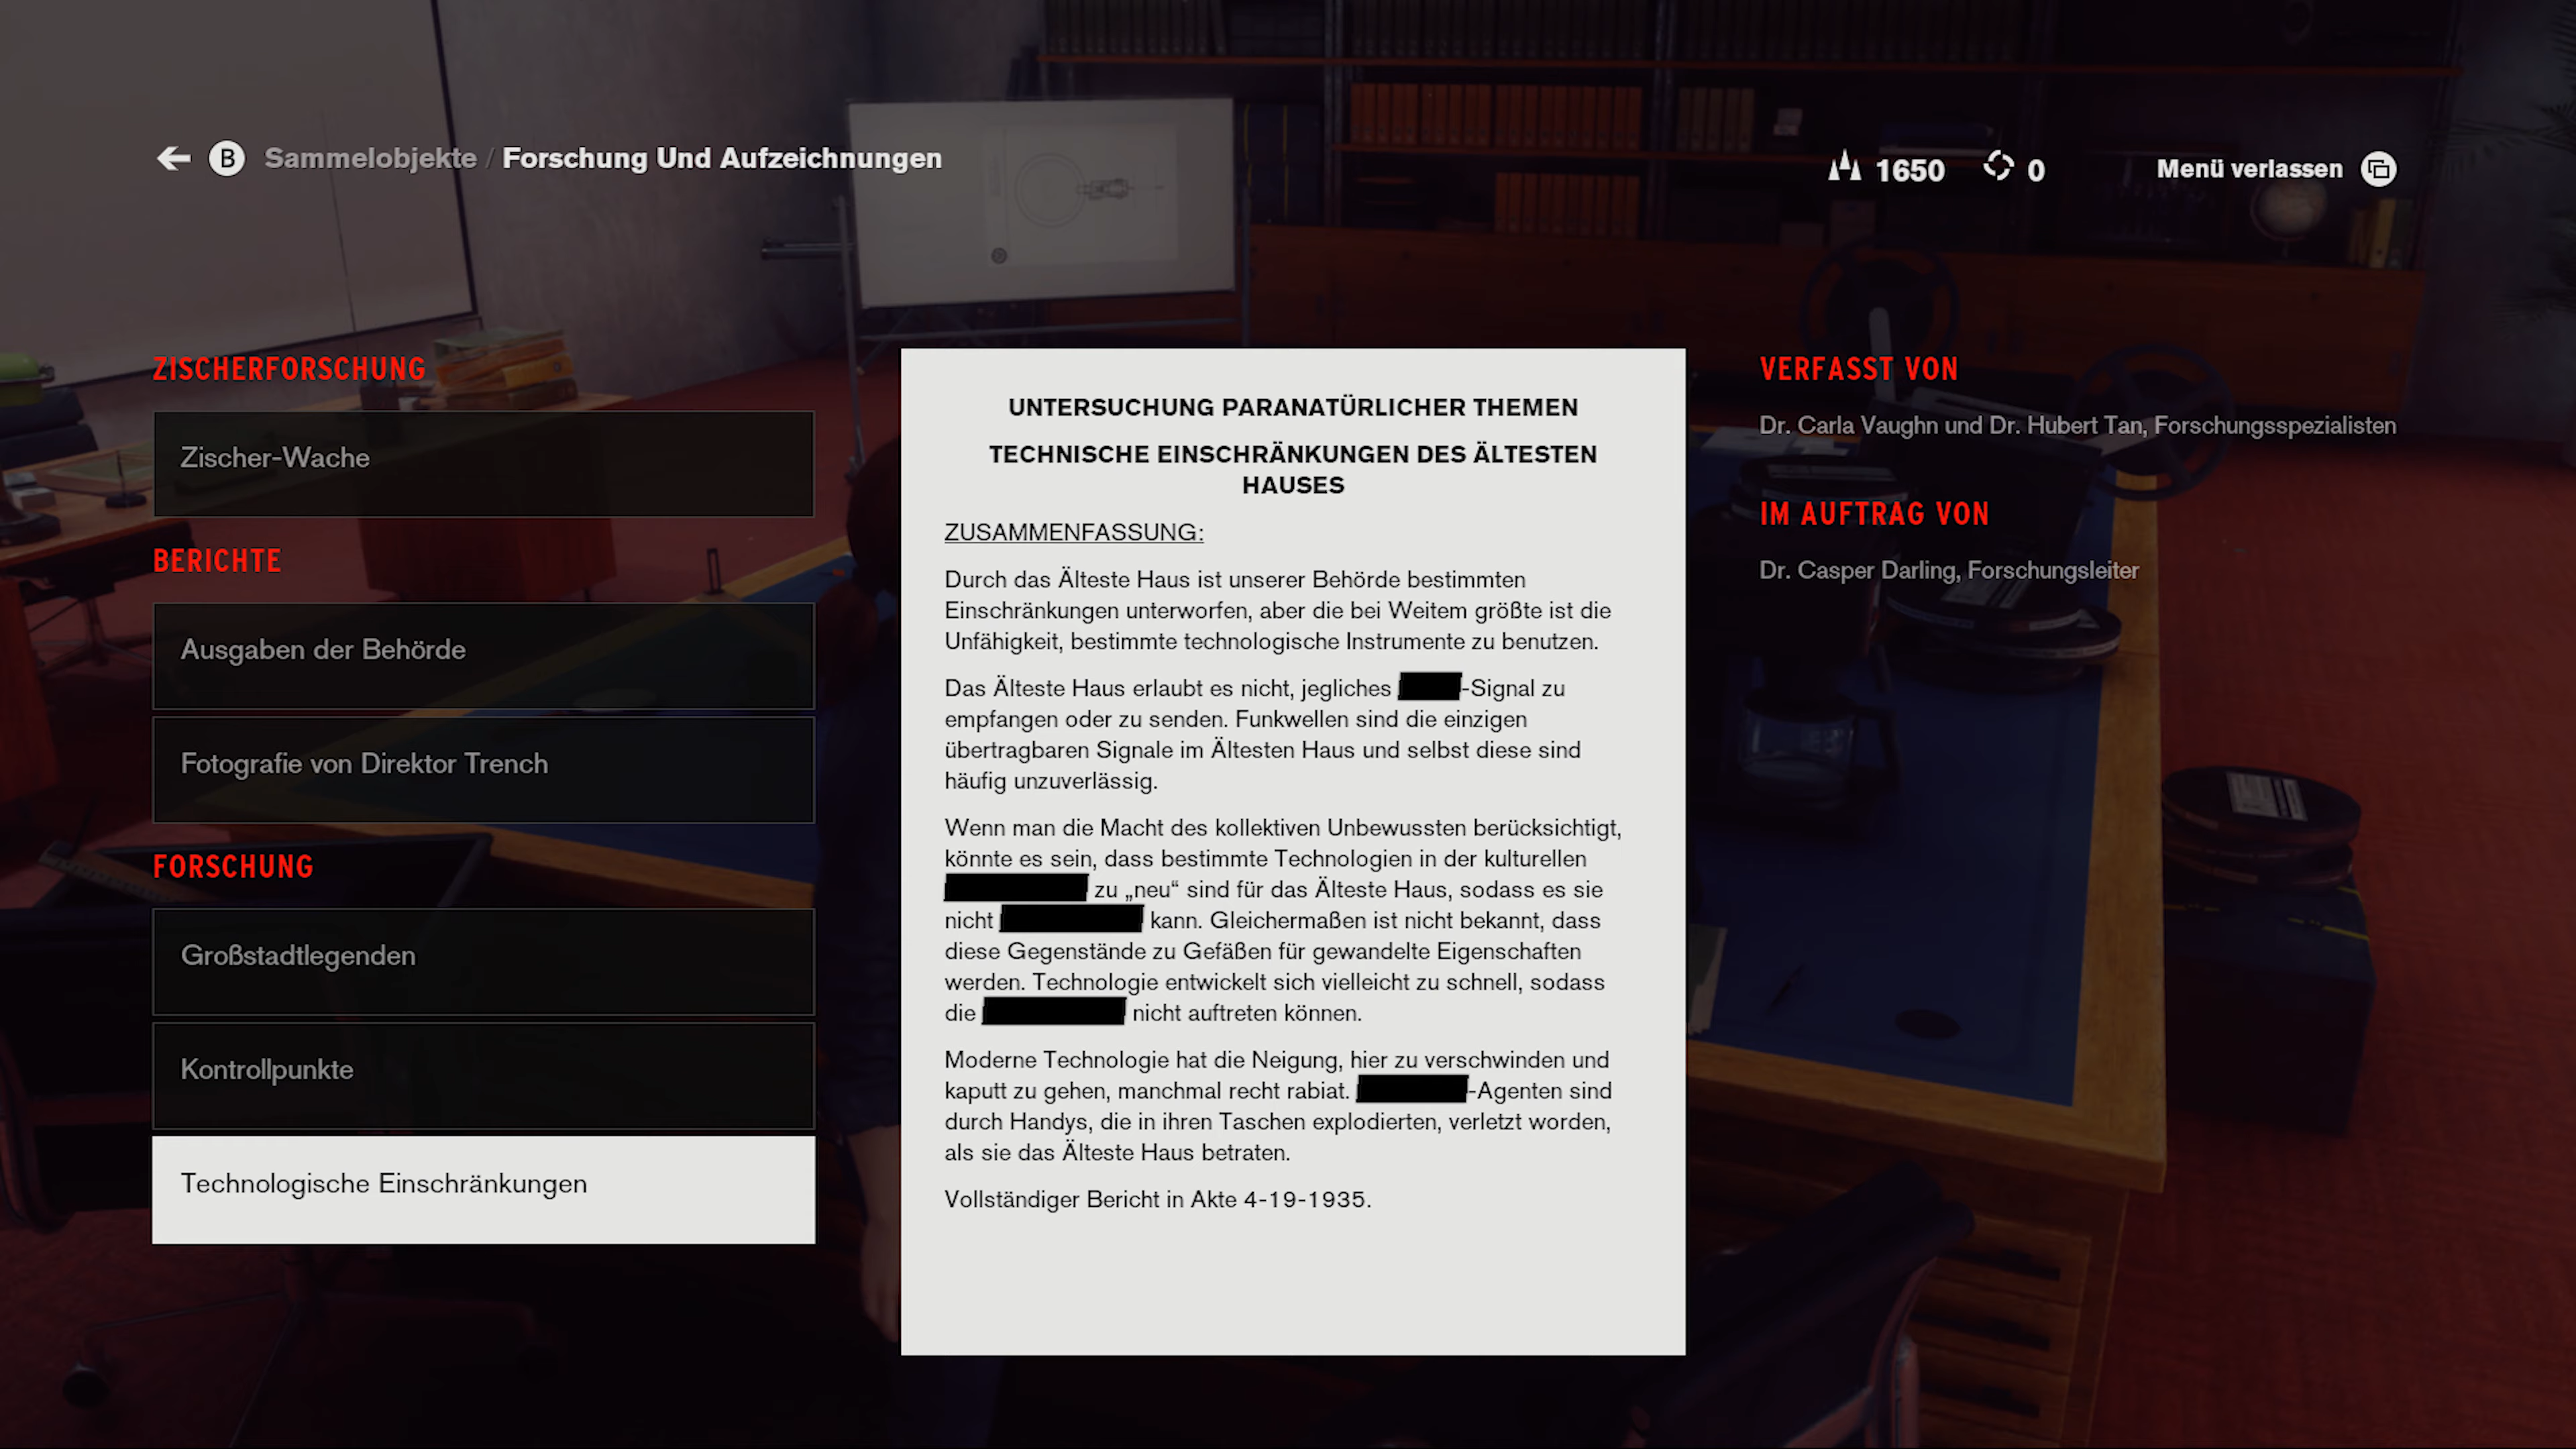 B Sammelobjekte / Forschung Und Aufzeichnungen
1650 0 Menü verlassen
ZISCHERFORSCHUNG
Zischer-Wache
BERICHTE
Ausgaben der Behörde
Fotografie von Direktor Trench
FORSCHUNG
Großstadtlegenden
Kontrollpunkte
Technologische Einschränkungen
UNTERSUCHUNG PARANATÜRLICHER THEMEN
TECHNISCHE EINSCHRÄNKUNGEN DES ÄLTESTEN
HAUSES
ZUSAMMENFASSUNG:
Durch das Älteste Haus ist unserer Behörde bestimmten
Einschränkungen unterworfen, aber die bei Weitem größte ist die
Unfähigkeit, bestimmte technologische Instrumente zu benutzen.
Das Älteste Haus erlaubt es nicht, jegliches -Signal zu
empfangen oder zu senden. Funkwellen sind die einzigen
übertragbaren Signale im Ältesten Haus und selbst diese sind
häufig unzuverlässig.
Wenn man die Macht des kollektiven Unbewussten berücksichtigt,
könnte es sein, dass bestimmte Technologien in der kulturellen
zu „neu“ sind für das Älteste Haus, sodass es sie
nicht kann. Gleichermaßen ist nicht bekannt, dass
diese Gegenstände zu Gefäßen für gewandelte Eigenschaften
werden. Technologie entwickelt sich vielleicht zu schnell, sodass
die nicht auftreten können.
Moderne Technologie hat die Neigung, hier zu verschwinden und
kaputt zu gehen, manchmal recht rabiat. -Agenten sind
durch Handys, die in ihren Taschen explodierten, verletzt worden,
als sie das Älteste Haus betraten.
Vollständiger Bericht in Akte 4-19-1935.
VERFASST VON
Dr. Carla Vaughn und Dr. Hubert Tan, Forschungsspezialisten
IM AUFTRAG VON
Dr. Casper Darling, Forschungsleiter